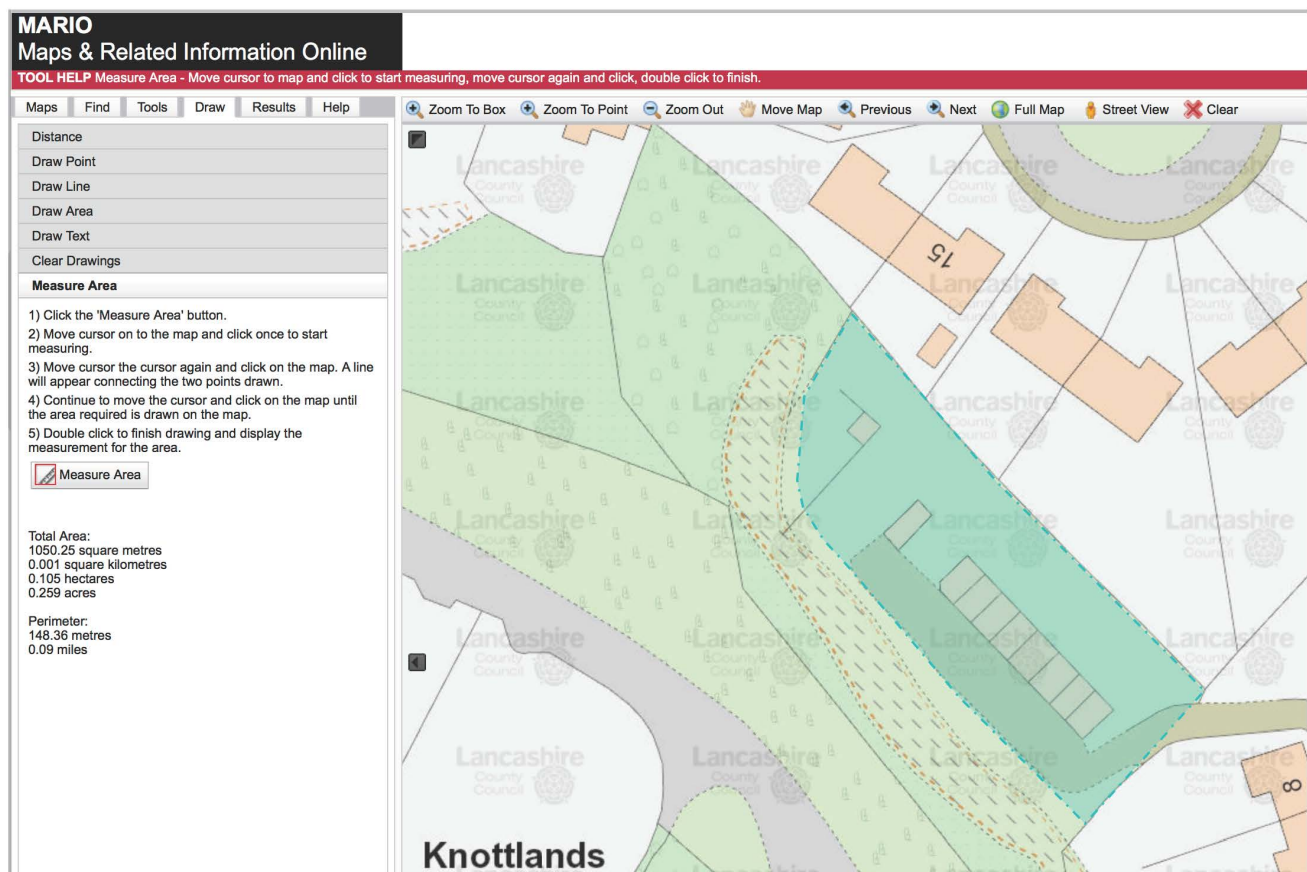 MARIO
Maps & Related Information Online
TOOL HELP Measure Area - Move cursor to map and click to start measuring, move cursor again and click, double click to finish.
Maps Find Tools Draw Results Help
Zoom To Box Zoom To Point Zoom Out Move Map Previous Next Full Map Street View Clear
Distance
Draw Point
Draw Line
Draw Area
Draw Text
Clear Drawings
Measure Area
1) Click the 'Measure Area' button.
2) Move cursor on to the map and click once to start
measuring.
3) Move cursor the cursor again and click on the map. A line
will appear connecting the two points drawn.
4) Continue to move the cursor and click on the map until
the area required is drawn on the map.
5) Double click to finish drawing and display the
measurement for the area.
Measure Area
Total Area:
1050.25 square metres
0.001 square kilometres
0.105 hectares
0.259 acres
Perimeter:
148.36 metres
0.09 miles
Lancashire
County
Council
15
8
Knottlands